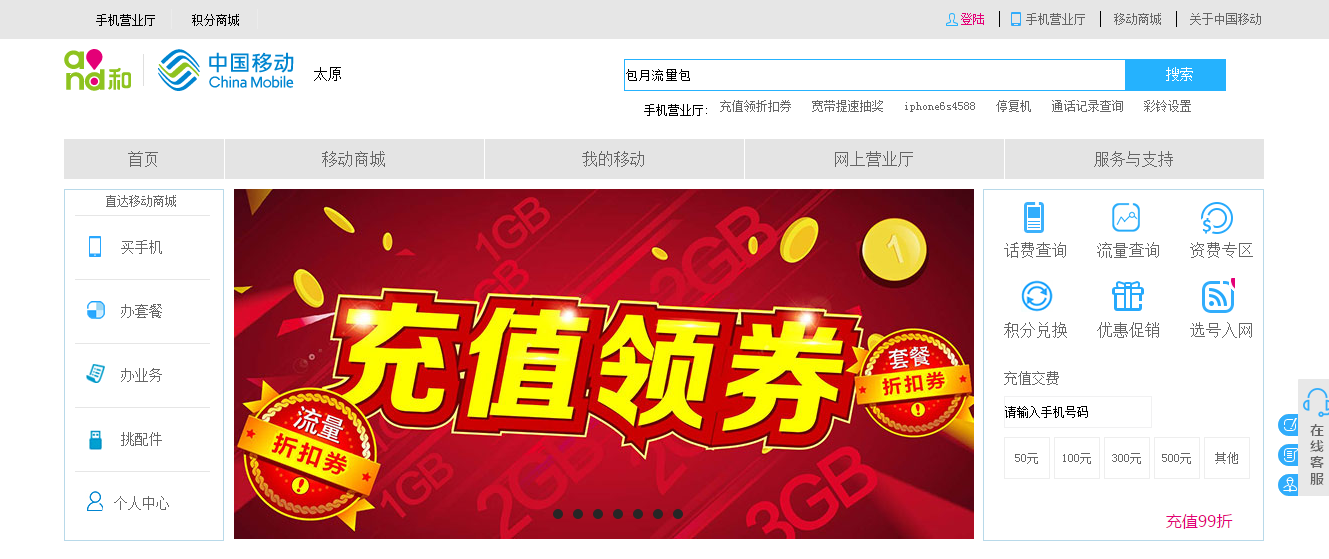 手机营业厅 积分商城 登陆 手机营业厅 移动商城 关于中国移动
and和 中国移动 China Mobile 太原 包月流量包 搜索
手机营业厅: 充值领折扣券 宽带提速抽奖 iphone6s4588 停复机 通话记录查询 彩铃设置
首页 移动商城 我的移动 网上营业厅 服务与支持
直达移动商城
买手机
办套餐
办业务
挑配件
个人中心
1GB
2GB
GB
1
充值领券
套餐
折扣券
流量
折扣券
1GB
1GB
2GB
2GB
3GB
话费查询 流量查询 资费专区
积分兑换 优惠促销 选号入网
充值交费
请输入手机号码
50元 100元 300元 500元 其他
充值99折
在线客服